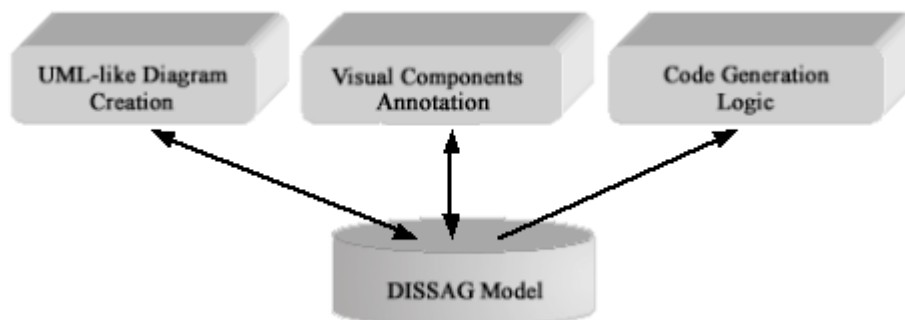 UML-like Diagram
Creation
Visual Components
Annotation
Code Generation
Logic
DISSAG Model